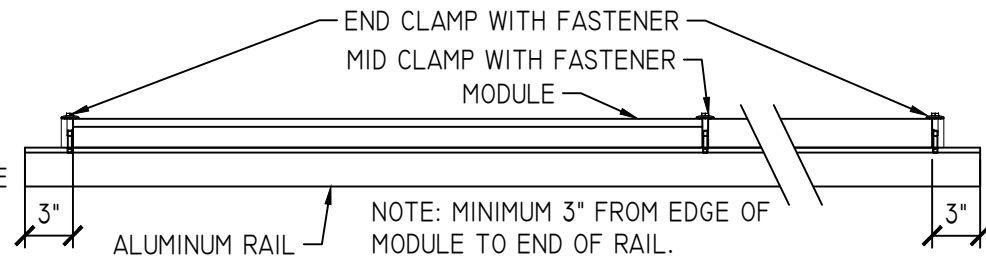 END CLAMP WITH FASTENER
MID CLAMP WITH FASTENER
MODULE
E
3"
ALUMINUM RAIL
NOTE: MINIMUM 3" FROM EDGE OF
MODULE TO END OF RAIL.
3"